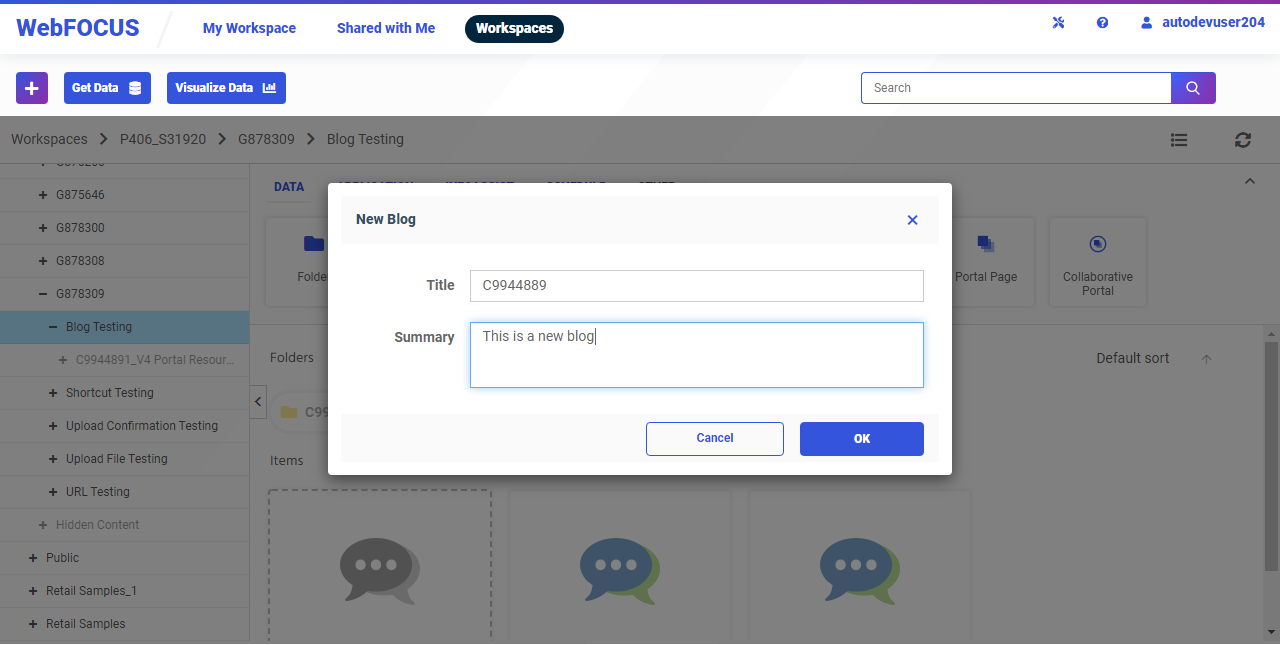 WebFOCUS
My Workspace
Shared with Me
Workspaces
autodevuser204
Get Data
Visualize Data
Search
Workspaces
P406_S31920
G878309
Blog Testing
G875646
G878300
G878308
G878309
Blog Testing
C9944891_V4 Portal Resour...
Shortcut Testing
Upload Confirmation Testing
Upload File Testing
URL Testing
Hidden Content
Public
Retail Samples_1
Retail Samples
DATA
Portal Page
Collaborative
Portal
Folders
Default sort
Items
New Blog
Title
C9944889
Summary
This is a new blog
Cancel
OK